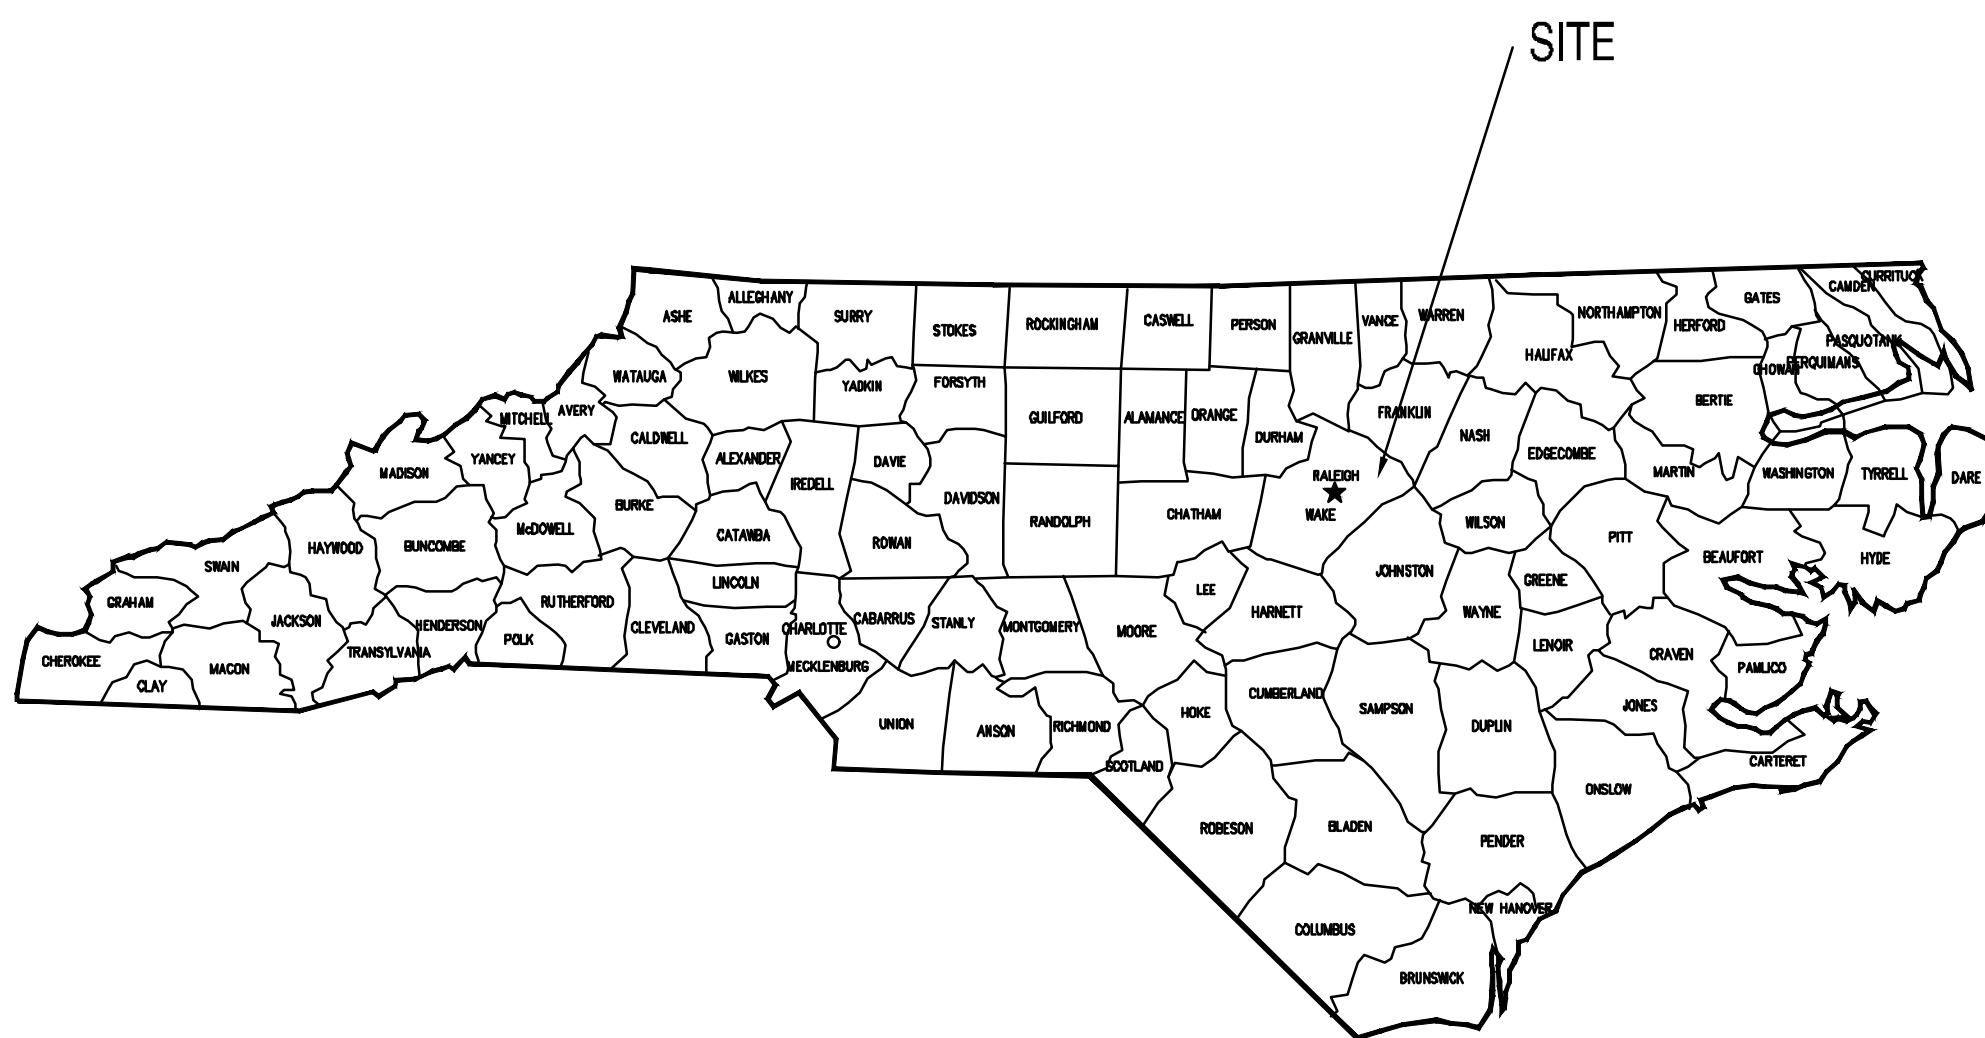 SITE
ALLEGHANY
ASHE
SURRY
STOKES
ROCKINGHAM
CASWELL
PERSON
GRANVILLE
VANCE
WARREN
NORTHAMPTON
HERFORD
GATES
CAMDEN
CURRITUCK
PASQUOTANK
PERQUIMANS
CHOWAN
HALIFAX
WATAUGA
WILKES
YADKIN
FORSYTH
GUILFORD
ALAMANCE
ORANGE
DURHAM
FRANKLIN
NASH
EDGECOMBE
BERTIE
MITCHELL
AVERY
CALDWELL
ALEXANDER
IREDELL
DAVIE
DAVIDSON
MADISON
YANCEY
BURKE
RALEIGH
WAKE
MARTIN
WASHINGTON
TYRRELL
DARE
McDOWELL
CATAWBA
ROWAN
RANDOLPH
CHATHAM
WILSON
PITT
BEAUFORT
HYDE
SWAIN
HAYWOOD
BUNCOMBE
LINCOLN
JOHNSTON
GREENE
GRAHAM
JACKSON
HENDERSON
RUTHERFORD
CLEVELAND
GASTON
CHARLOTTE
CABARRUS
STANLY
MONTGOMERY
MOORE
LEE
HARNETT
WAYNE
LENOIR
CRAVEN
PAMLICO
CHEROKEE
CLAY
MACON
TRANSYLVANIA
POLK
MECKLENBURG
UNION
ANSON
RICHMOND
SCOTLAND
HOKE
CUMBERLAND
SAMPSON
DUPLIN
JONES
CARTERET
ONSLOW
ROBESON
BLADEN
PENDER
NEW HANOVER
COLUMBUS
BRUNSWICK